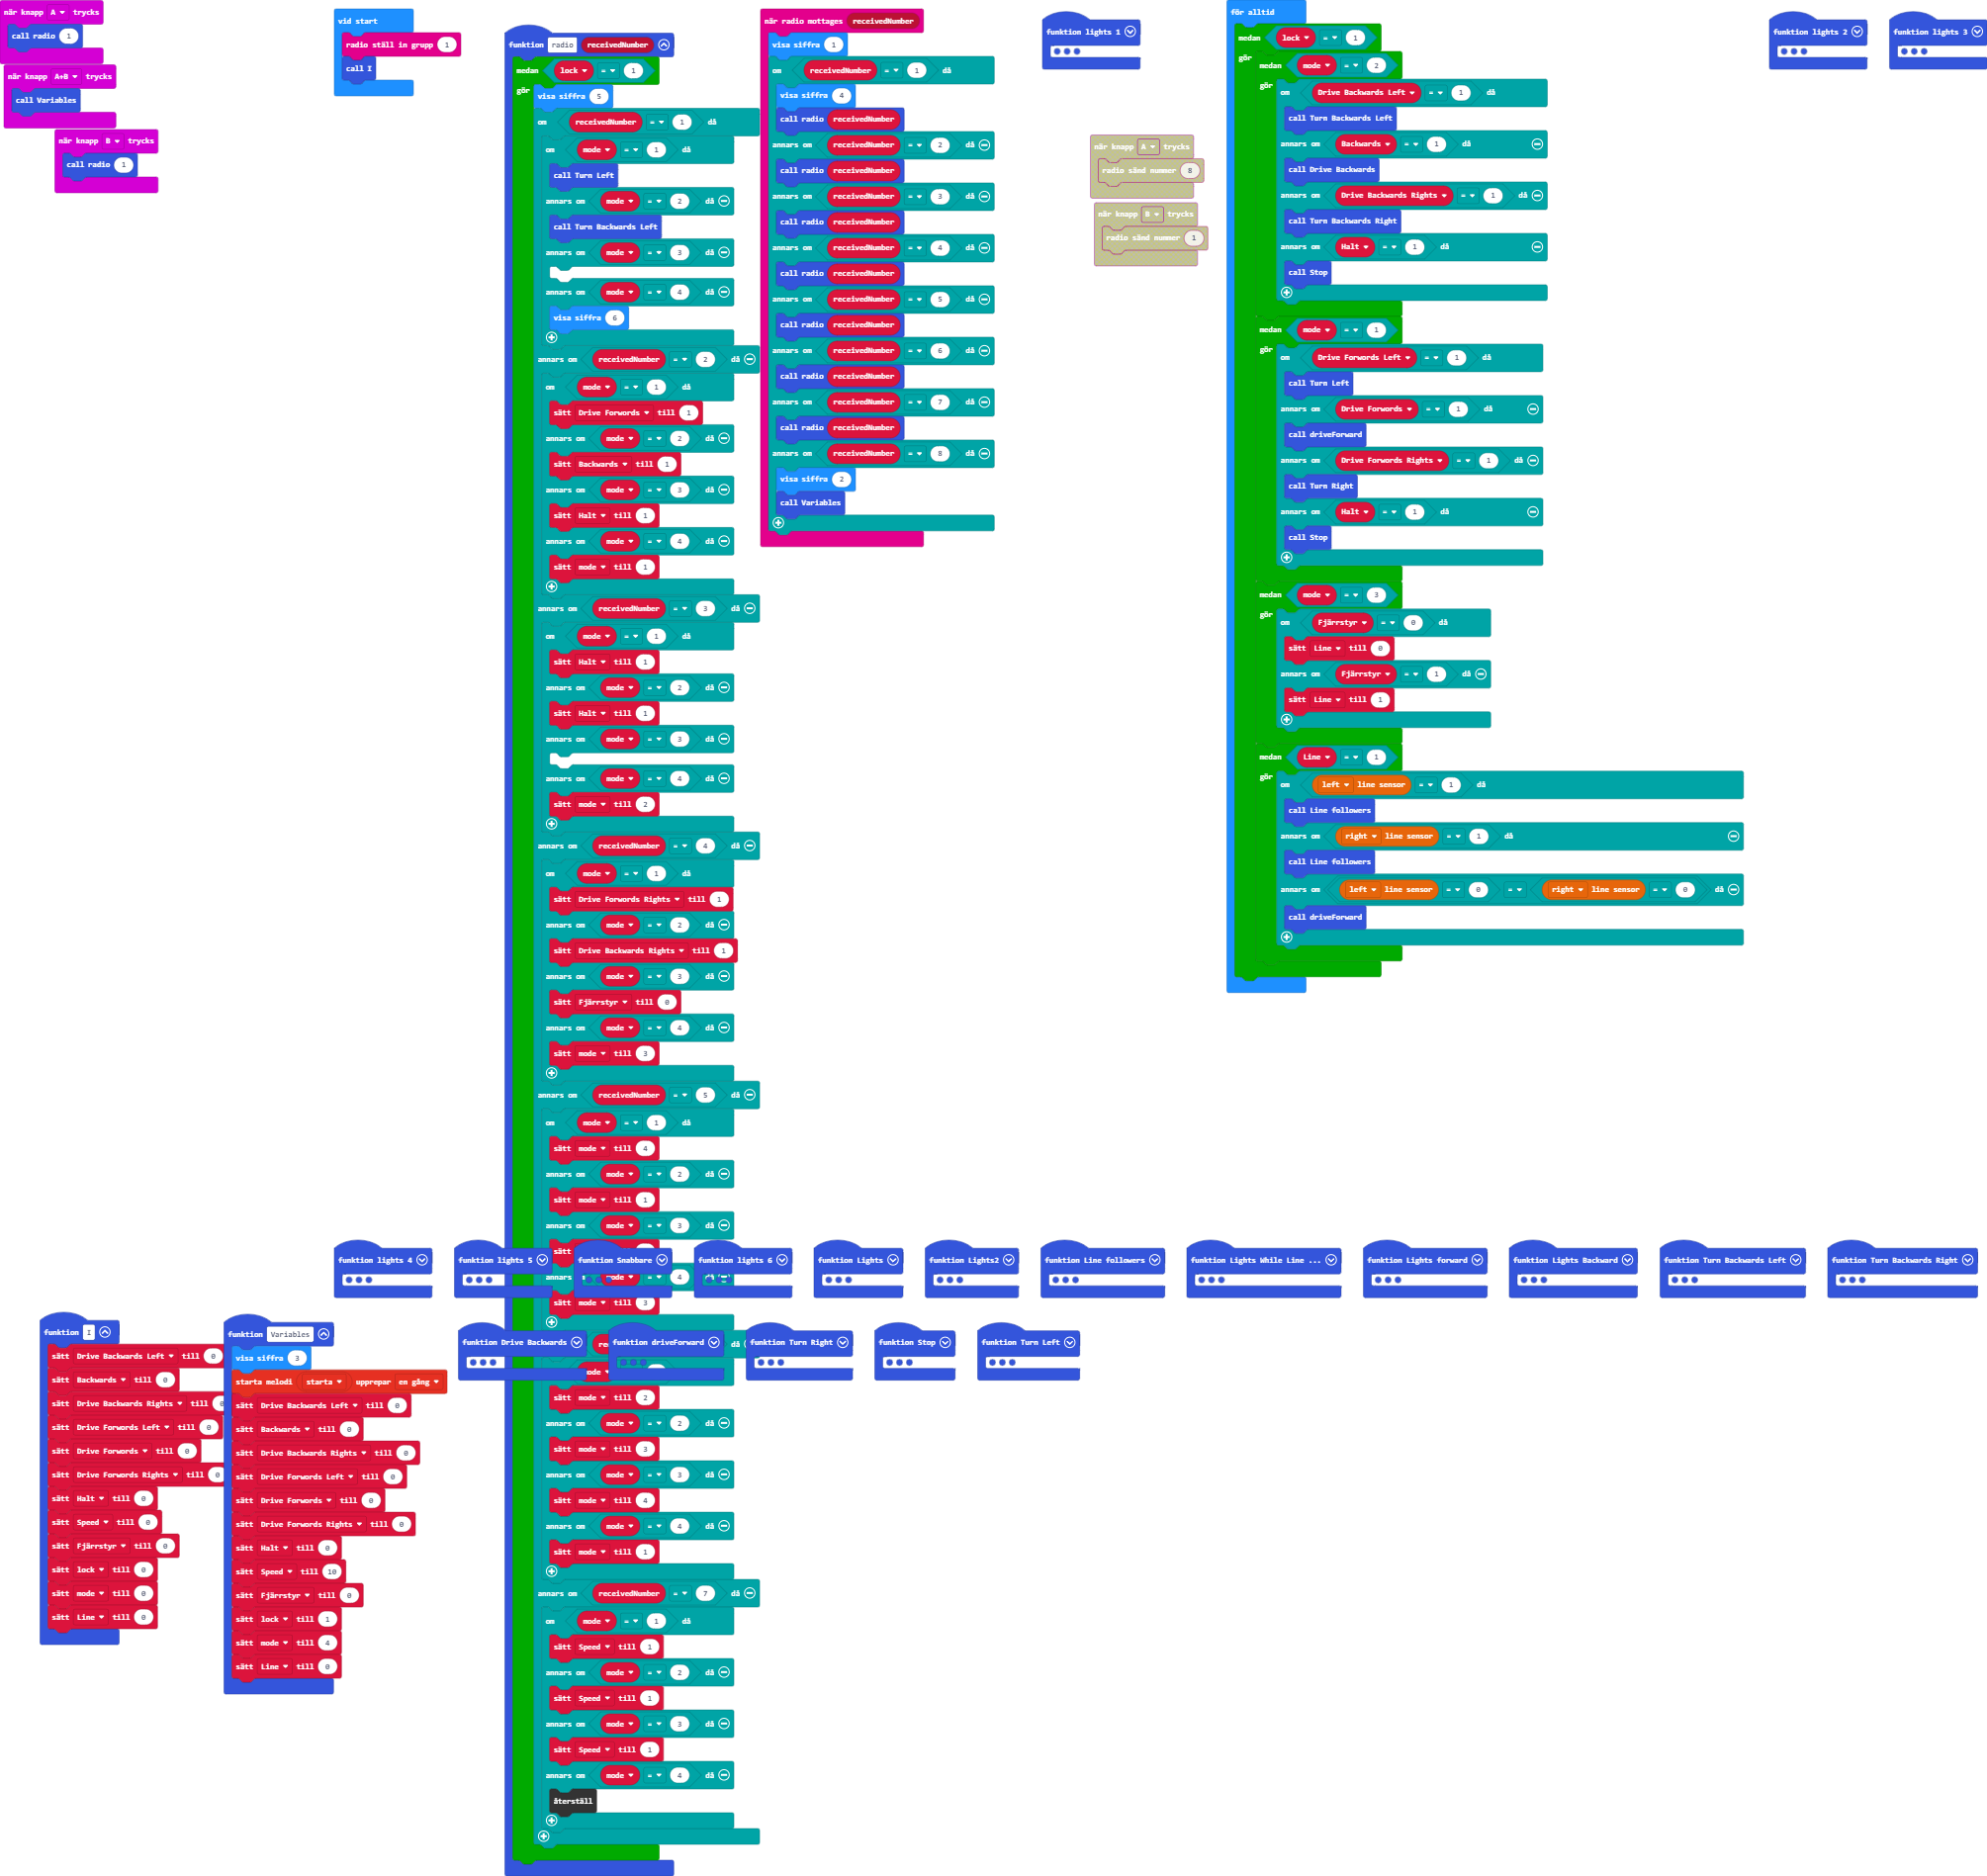 när knapp A trycks
call radio 1
när knapp A+B trycks
call Variables
när knapp B trycks
call radio 1
vid start
radio ställ in grupp 1
call I
funktion radio receivedNumber
medan lock = 1
gör
visa siffra 5
om receivedNumber = 1 då
om mode = 1 då
call Turn Left
annars om mode = 2 då
call Turn Backwards Left
annars om mode = 3 då
annars om mode = 4 då
visa siffra 6
annars om receivedNumber = 2 då
om mode = 1 då
sätt Drive Forwords till 1
annars om mode = 2 då
sätt Backwards till 1
annars om mode = 3 då
sätt Halt till 1
annars om mode = 4 då
sätt mode till 1
annars om receivedNumber = 3 då
om mode = 1 då
sätt Halt till 1
annars om mode = 2 då
sätt Halt till 1
annars om mode = 3 då
annars om mode = 4 då
sätt mode till 2
annars om receivedNumber = 4 då
om mode = 1 då
sätt Drive Forwords Rights till 1
annars om mode = 2 då
sätt Drive Backwards Rights till 1
annars om mode = 3 då
sätt Fjärrstyr till 0
annars om mode = 4 då
sätt mode till 3
annars om receivedNumber = 5 då
om mode = 1 då
sätt mode till 4
annars om mode = 2 då
sätt mode till 1
annars om mode = 3 då
sätt
annars mode = 4 då
sätt mode till 3
då
sätt mode till 2
annars om mode = 2 då
sätt mode till 3
annars om mode = 3 då
sätt mode till 4
annars om mode = 4 då
sätt mode till 1
annars om receivedNumber = 7 då
om mode = 1 då
sätt Speed till 1
annars om mode = 2 då
sätt Speed till 1
annars om mode = 3 då
sätt Speed till 1
annars om mode = 4 då
återställ
när radio mottages receivedNumber
visa siffra 1
om receivedNumber = 1 då
visa siffra 4
call radio receivedNumber
annars om receivedNumber = 2 då
call radio receivedNumber
annars om receivedNumber = 3 då
call radio receivedNumber
annars om receivedNumber = 4 då
call radio receivedNumber
annars om receivedNumber = 5 då
call radio receivedNumber
annars om receivedNumber = 6 då
call radio receivedNumber
annars om receivedNumber = 7 då
call radio receivedNumber
annars om receivedNumber = 8 då
visa siffra 2
call Variables
funktion lights 1
när knapp A trycks
radio sänd nummer 8
när knapp B trycks
radio sänd nummer 1
för alltid
medan lock = 1
gör
medan mode = 2
gör
om Drive Backwards Left = 1 då
call Turn Backwards Left
annars om Backwards = 1 då
call Drive Backwards
annars om Drive Backwards Rights = 1 då
call Turn Backwards Right
annars om Halt = 1 då
call Stop
medan mode = 1
gör
om Drive Forwords Left = 1 då
call Turn Left
annars om Drive Forwords = 1 då
call driveForward
annars om Drive Forwords Rights = 1 då
call Turn Right
annars om Halt = 1 då
call Stop
medan mode = 3
gör
om Fjärrstyr = 0 då
sätt Line till 0
annars om Fjärrstyr = 1 då
sätt Line till 1
medan Line = 1
gör
om left line sensor = 1 då
call Line followers
annars om right line sensor = 1 då
call Line followers
annars om left line sensor = 0 = right line sensor = 0 då
call driveForward
funktion lights 2
funktion lights 3
funktion lights 4
funktion lights 5
funktion Snabbare
funktion lights 6
funktion Lights
funktion Lights2
funktion Line followers
funktion Lights While Line ...
funktion Lights forward
funktion Lights Backward
funktion Turn Backwards Left
funktion Turn Backwards Right
funktion Drive Backwards
funktion driveForward
funktion Turn Right
funktion Stop
funktion Turn Left
funktion I
sätt Drive Backwards Left till 0
sätt Backwards till 0
sätt Drive Backwards Rights till 0
sätt Drive Forwords Left till 0
sätt Drive Forwords till 0
sätt Drive Forwords Rights till 0
sätt Halt till 0
sätt Speed till 0
sätt Fjärrstyr till 0
sätt lock till 0
sätt mode till 0
sätt Line till 0
funktion Variables
visa siffra 3
starta melodi starta upprepar en gång
sätt Drive Backwards Left till 0
sätt Backwards till 0
sätt Drive Backwards Rights till 0
sätt Drive Forwords Left till 0
sätt Drive Forwords till 0
sätt Drive Forwords Rights till 0
sätt Halt till 0
sätt Speed till 10
sätt Fjärrstyr till 0
sätt lock till 1
sätt mode till 4
sätt Line till 0